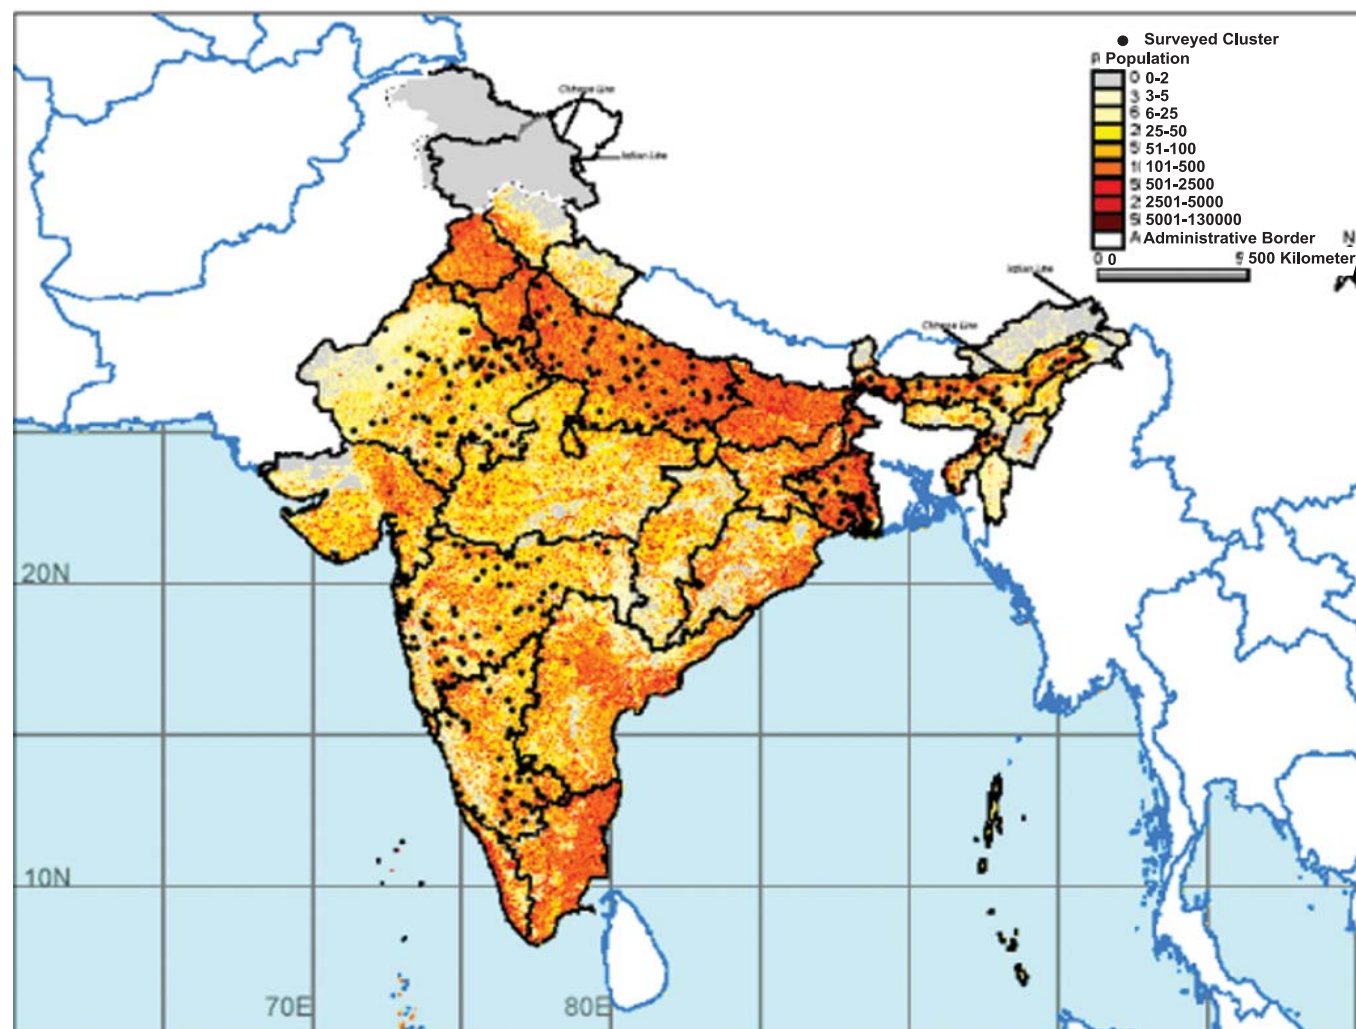 Chinese Line
Indian Line
Surveyed Cluster
Population
0-2
3-5
6-25
25-50
51-100
101-500
501-2500
2501-5000
5001-130000
Administrative Border
N
0 500 Kilometer
Indian Line
Chinese Line
20N
10N
70E
80E